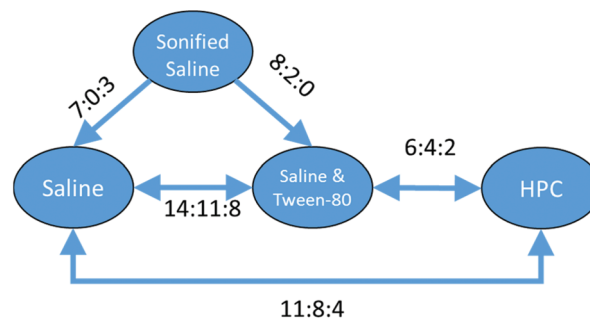 Sonified
Saline
7:0:3
8:2:0
Saline
14:11:8
Saline &
Tween-80
6:4:2
HPC
11:8:4